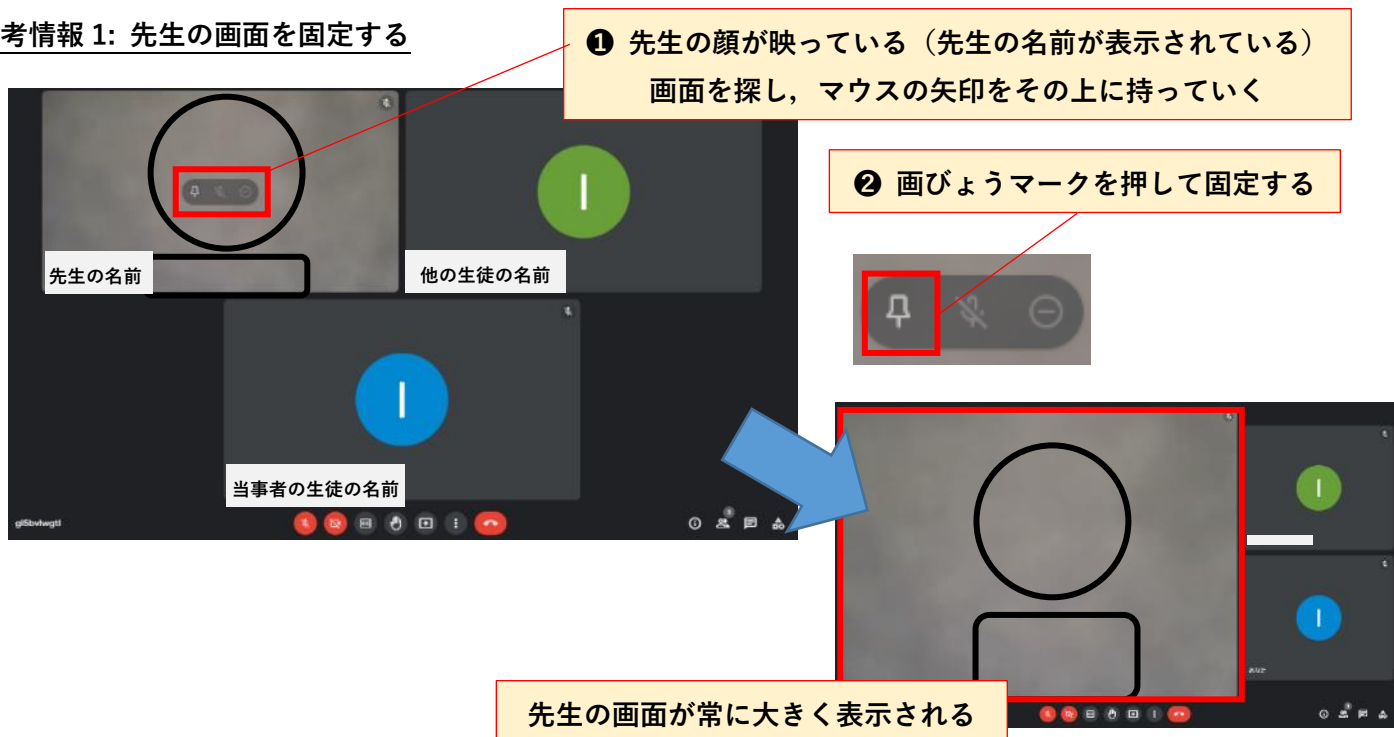 考情報 1: 先生の画面を固定する
❶ 先生の顔が映っている（先生の名前が表示されている）
画面を探し，マウスの矢印をその上に持っていく
❷ 画びょうマークを押して固定する
I
先生の名前
他の生徒の名前
I
当事者の生徒の名前
I
I
あなた
先生の画面が常に大きく表示される